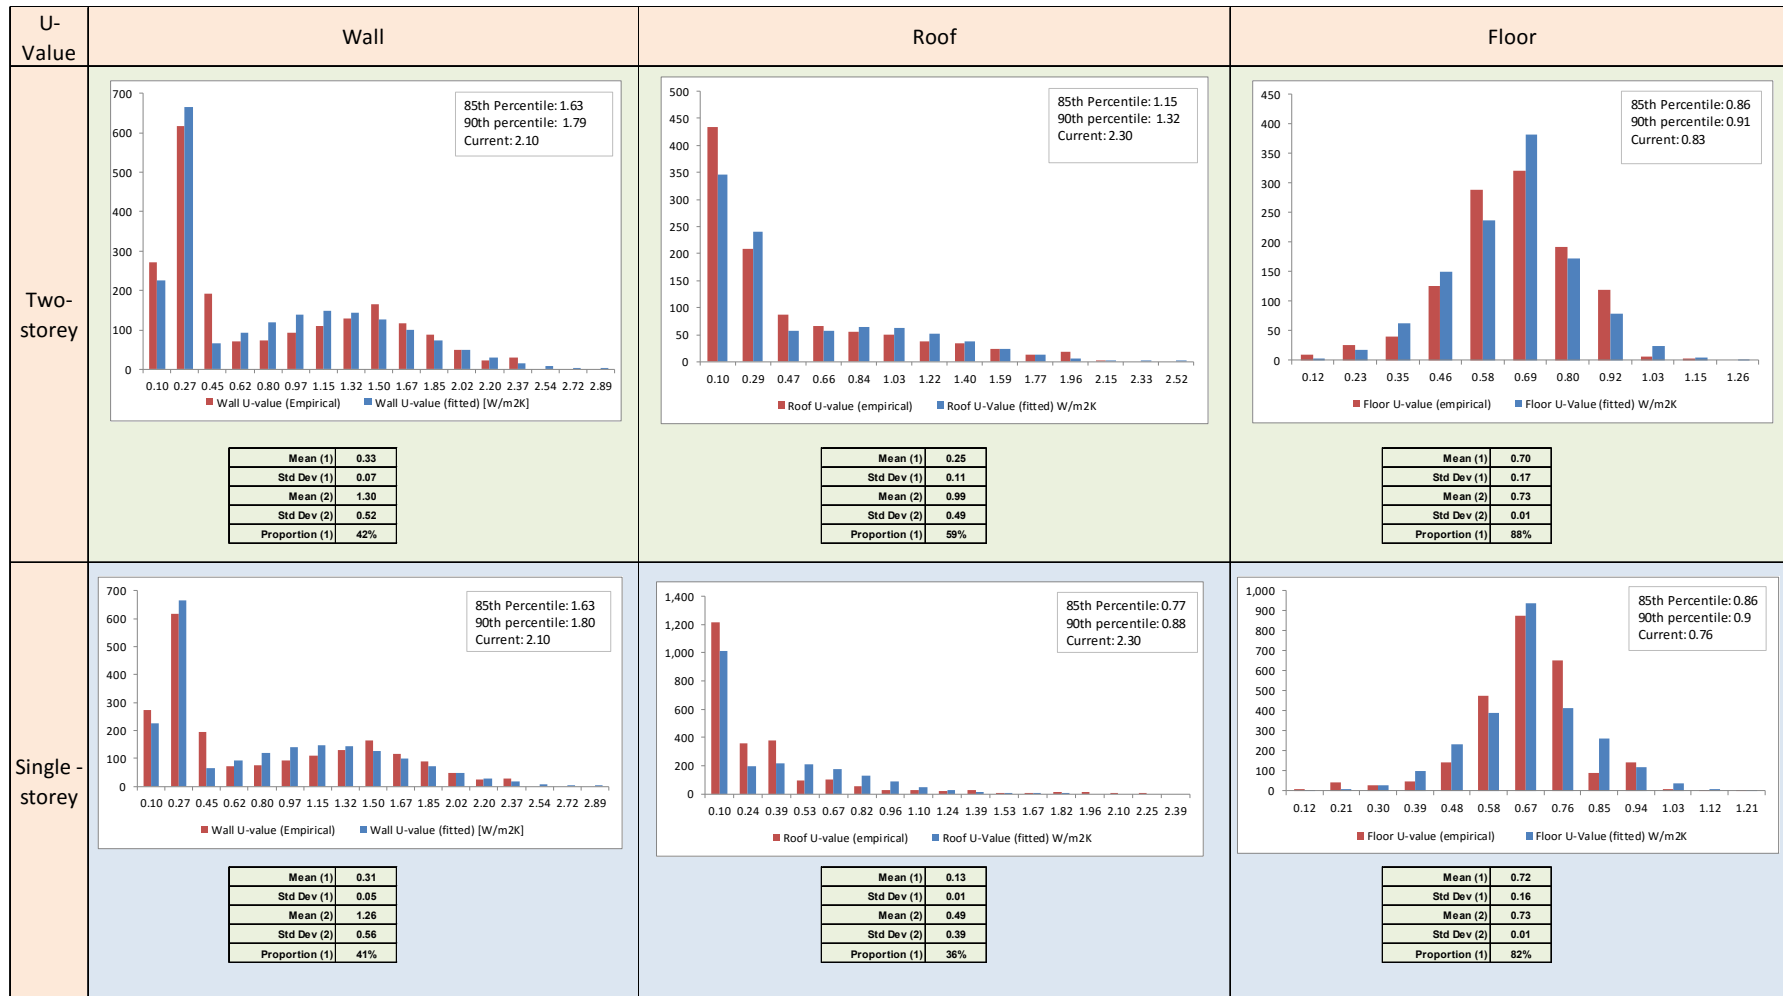 U-
Value
Wall
Roof
Floor
Two-
storey
700
600
500
400
300
200
100
0
85th Percentile: 1.63
90th percentile: 1.79
Current: 2.10
0.10 0.27 0.45 0.62 0.80 0.97 1.15 1.32 1.50 1.67 1.85 2.02 2.20 2.37 2.54 2.72 2.89
Wall U-value (Empirical) Wall U-value (fitted) [W/m2K]
Mean (1) 0.33
Std Dev (1) 0.07
Mean (2) 1.30
Std Dev (2) 0.52
Proportion (1) 42%
500
450
400
350
300
250
200
150
100
50
0
85th Percentile: 1.15
90th percentile: 1.32
Current: 2.30
0.10 0.29 0.47 0.66 0.84 1.03 1.22 1.40 1.59 1.77 1.96 2.15 2.33 2.52
Roof U-value (empirical) Roof U-Value (fitted) W/m2K
Mean (1) 0.25
Std Dev (1) 0.11
Mean (2) 0.99
Std Dev (2) 0.49
Proportion (1) 59%
450
400
350
300
250
200
150
100
50
0
85th Percentile: 0.86
90th percentile: 0.91
Current: 0.83
0.12 0.23 0.35 0.46 0.58 0.69 0.80 0.92 1.03 1.15 1.26
Floor U-value (empirical) Floor U-Value (fitted) W/m2K
Mean (1) 0.70
Std Dev (1) 0.17
Mean (2) 0.73
Std Dev (2) 0.01
Proportion (1) 88%
Single -
storey
700
600
500
400
300
200
100
0
85th Percentile: 1.63
90th percentile: 1.80
Current: 2.10
0.10 0.27 0.45 0.62 0.80 0.97 1.15 1.32 1.50 1.67 1.85 2.02 2.20 2.37 2.54 2.72 2.89
Wall U-value (Empirical) Wall U-value (fitted) [W/m2K]
Mean (1) 0.31
Std Dev (1) 0.05
Mean (2) 1.26
Std Dev (2) 0.56
Proportion (1) 41%
1,400
1,200
1,000
800
600
400
200
0
85th Percentile: 0.77
90th percentile: 0.88
Current: 2.30
0.10 0.24 0.39 0.53 0.67 0.82 0.96 1.10 1.24 1.39 1.53 1.67 1.82 1.96 2.10 2.25 2.39
Roof U-value (empirical) Roof U-Value (fitted) W/m2K
Mean (1) 0.13
Std Dev (1) 0.01
Mean (2) 0.49
Std Dev (2) 0.39
Proportion (1) 36%
1,000
900
800
700
600
500
400
300
200
100
0
85th Percentile: 0.86
90th percentile: 0.9
Current: 0.76
0.12 0.21 0.30 0.39 0.48 0.58 0.67 0.76 0.85 0.94 1.03 1.12 1.21
Floor U-value (empirical) Floor U-Value (fitted) W/m2K
Mean (1) 0.72
Std Dev (1) 0.16
Mean (2) 0.73
Std Dev (2) 0.01
Proportion (1) 82%